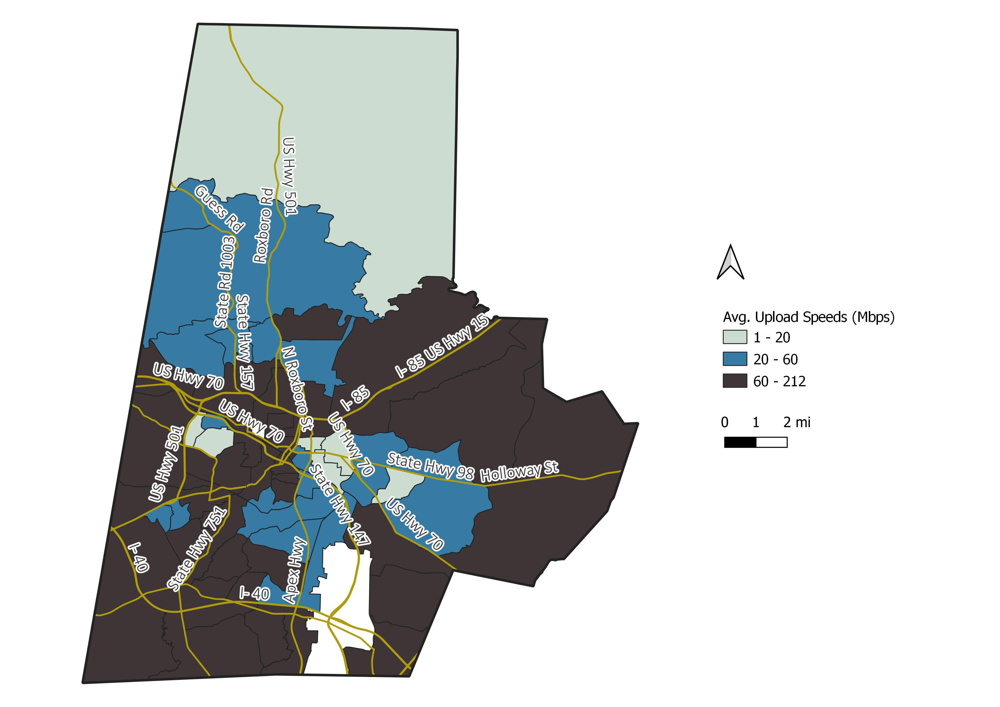 US Hwy 501
Guess Rd
Roxboro Rd
State Rd 1003
State Hwy 157
I- 85 US Hwy 15
N Roxboro St
US Hwy 70
I- 85
US Hwy 70
US Hwy 70
US Hwy 501
State Hwy 98
Holloway St
State Hwy 147
US Hwy 70
State Hwy 751
I- 40
Apex Hwy
I- 40
Avg. Upload Speeds (Mbps)
1 - 20
20 - 60
60 - 212
0 1 2 mi